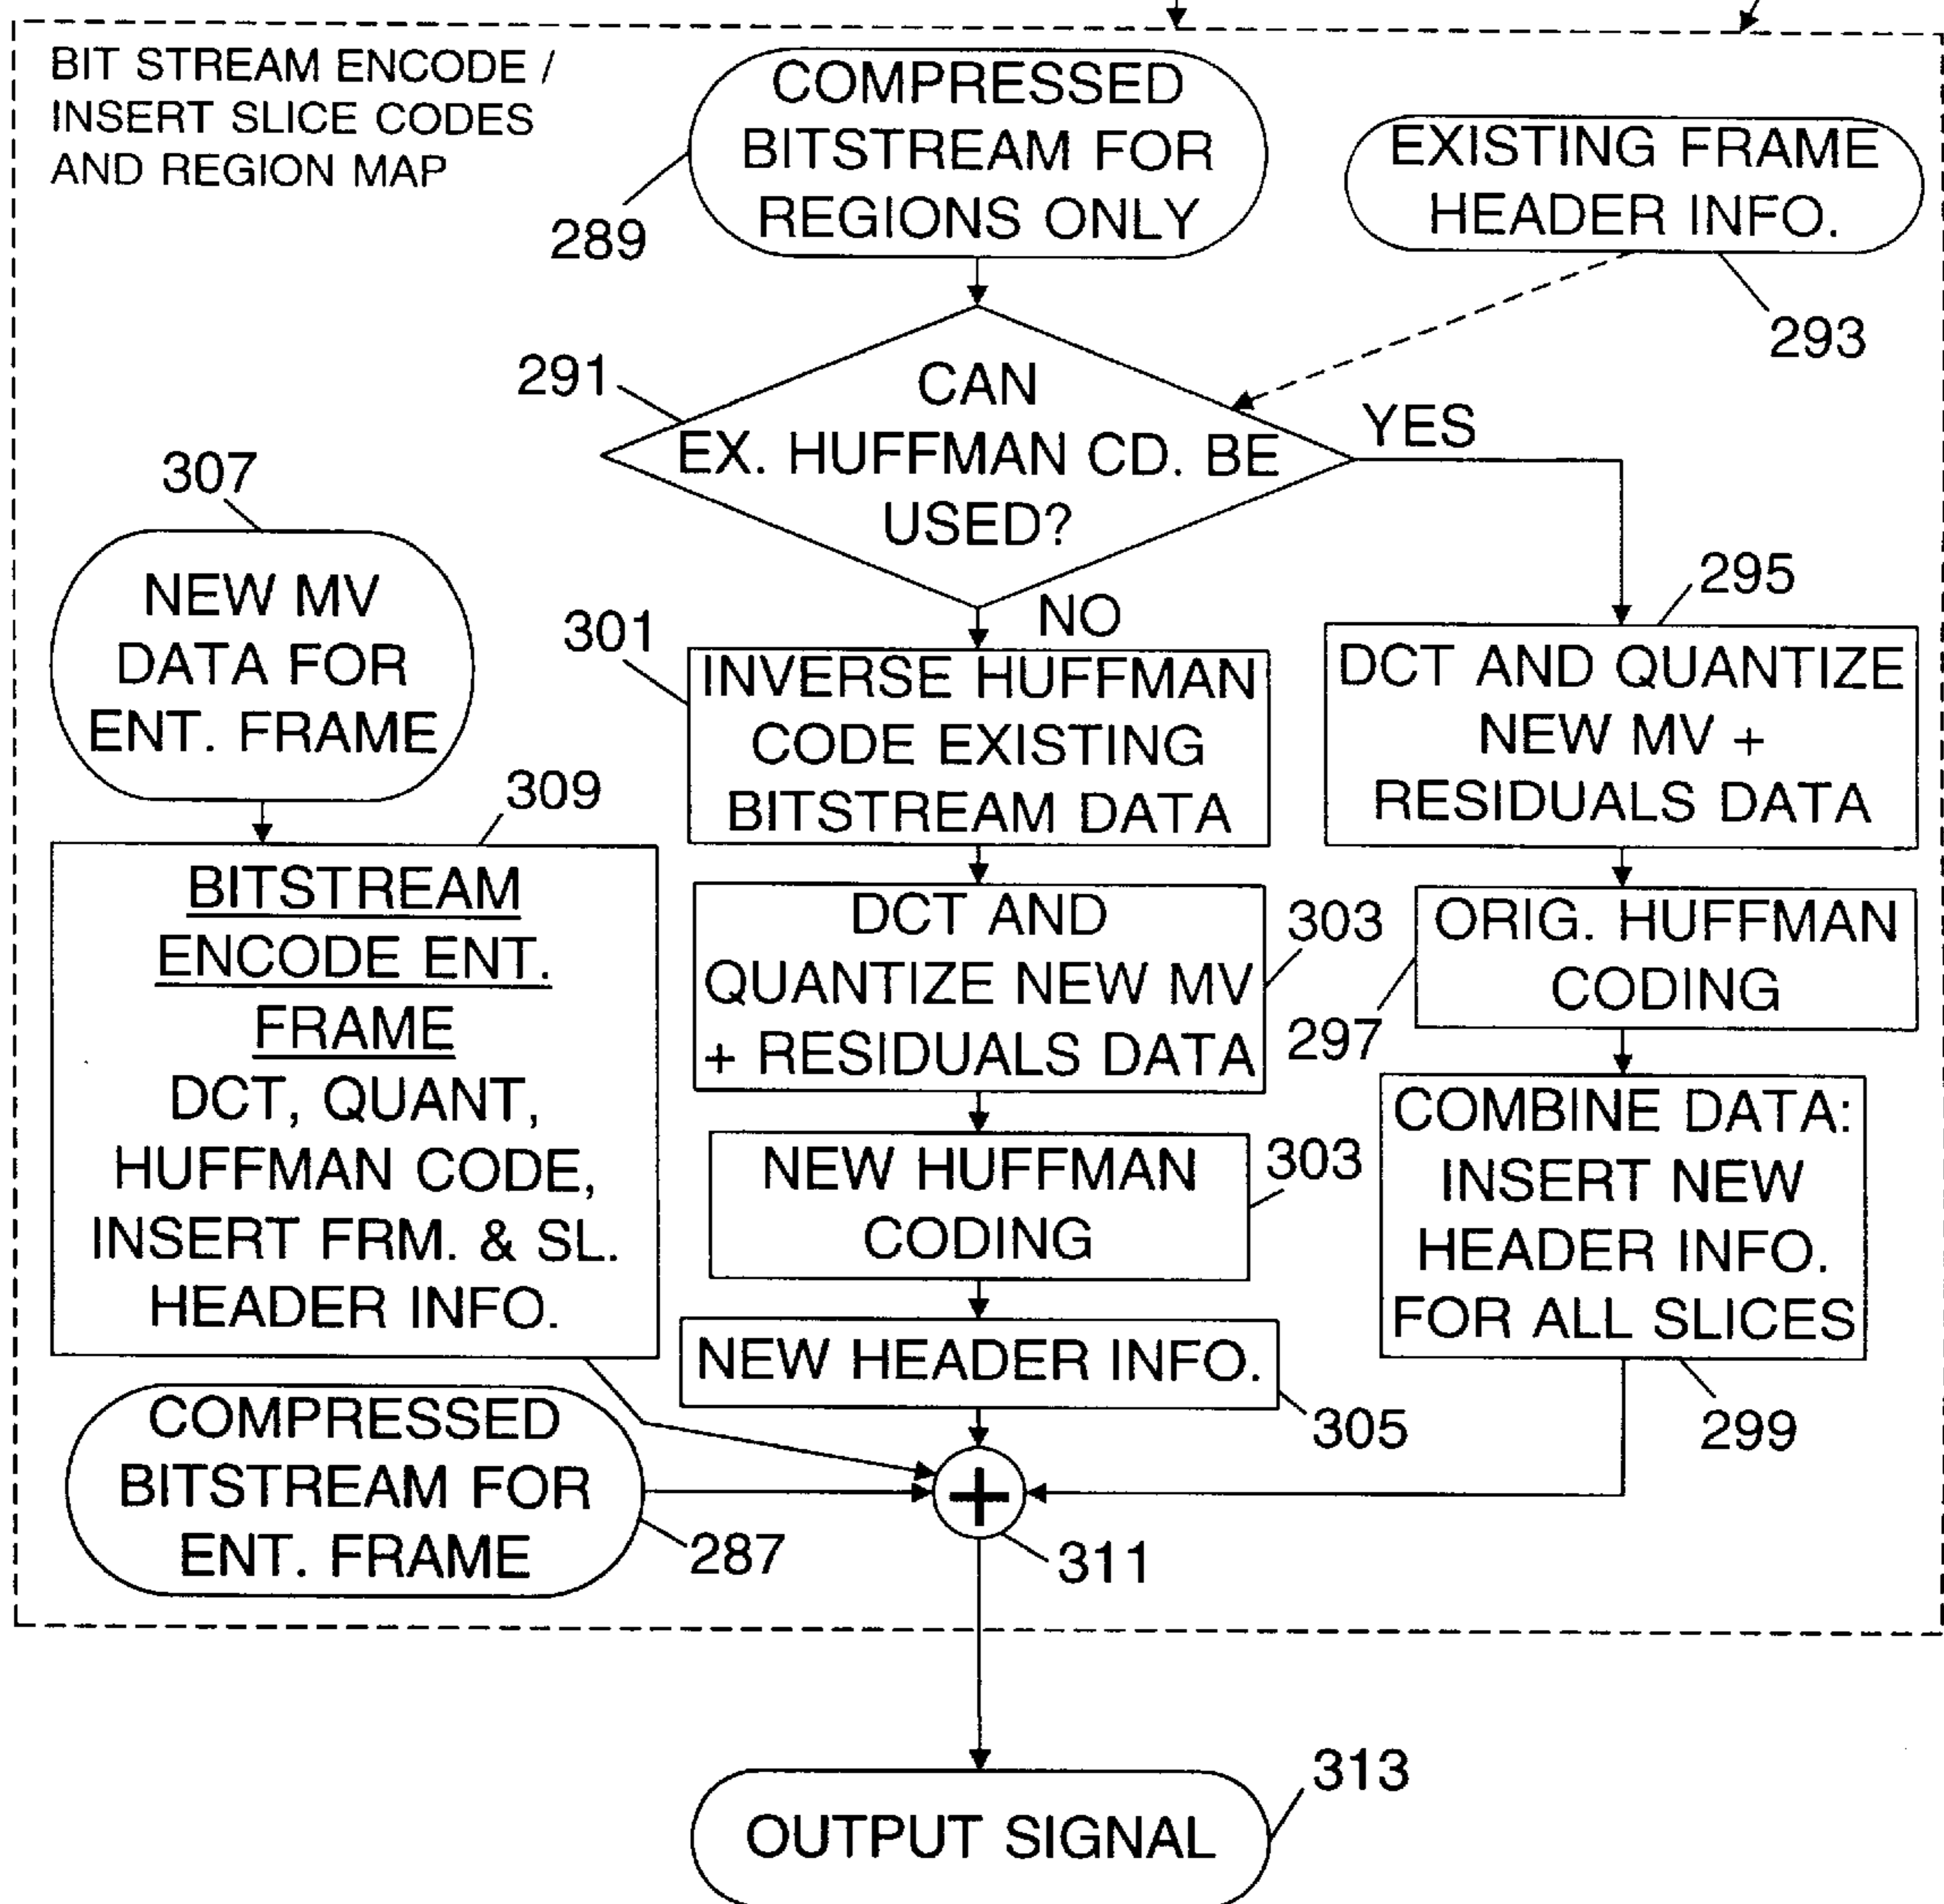 BIT STREAM ENCODE /
INSERT SLICE CODES
AND REGION MAP
COMPRESSED
BITSTREAM FOR
REGIONS ONLY
289
EXISTING FRAME
HEADER INFO.
293
291
CAN
EX. HUFFMAN CD. BE
USED?
YES
NO
307
NEW MV
DATA FOR
ENT. FRAME
309
BITSTREAM
ENCODE ENT.
FRAME
DCT, QUANT,
HUFFMAN CODE,
INSERT FRM. & SL.
HEADER INFO.
301
INVERSE HUFFMAN
CODE EXISTING
BITSTREAM DATA
DCT AND
QUANTIZE NEW MV
+ RESIDUALS DATA
303
NEW HUFFMAN
CODING
303
NEW HEADER INFO.
305
295
DCT AND QUANTIZE
NEW MV +
RESIDUALS DATA
ORIG. HUFFMAN
CODING
297
COMBINE DATA:
INSERT NEW
HEADER INFO.
FOR ALL SLICES
299
COMPRESSED
BITSTREAM FOR
ENT. FRAME
287
+
311
OUTPUT SIGNAL
313